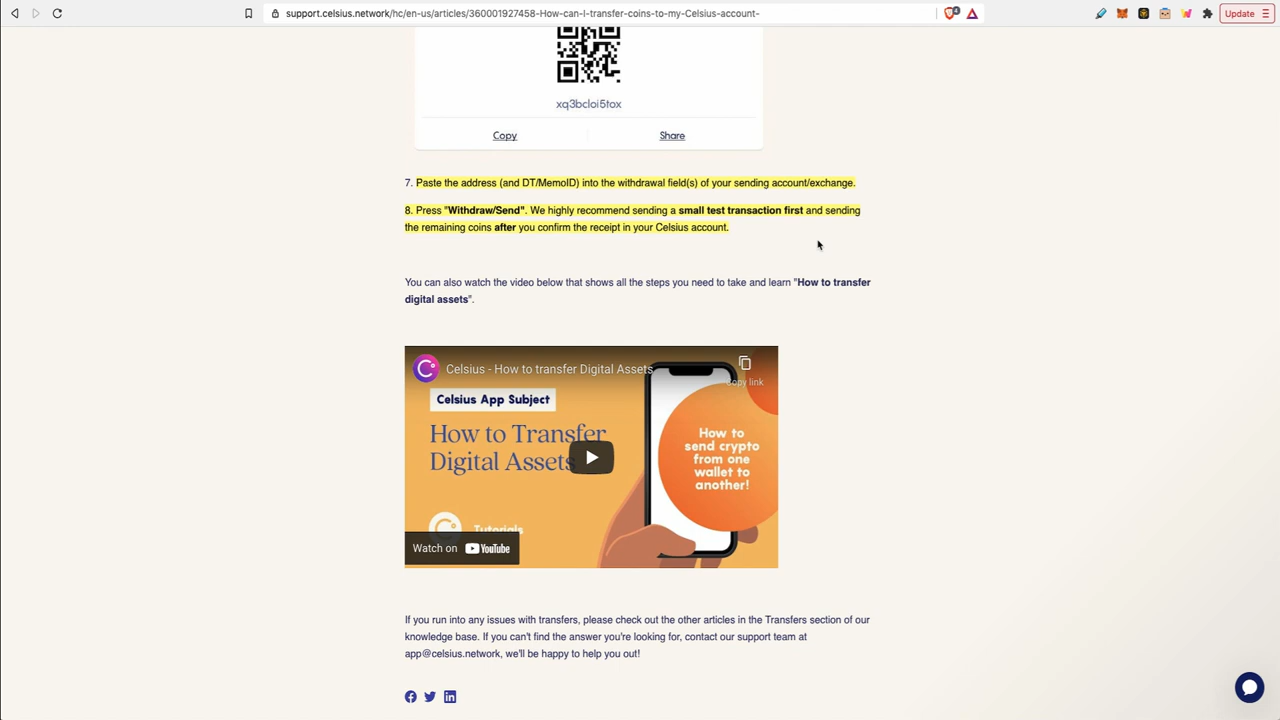 support.celsius.network/hc/en-us/articles/360001927458-How-can-I-transfer-coins-to-my-Celsius-account-
4
Update
xq3bcloi5tox
Copy
Share
7. Paste the address (and DT/MemoID) into the withdrawal field(s) of your sending account/exchange.
8. Press "Withdraw/Send". We highly recommend sending a small test transaction first and sending
the remaining coins after you confirm the receipt in your Celsius account.
You can also watch the video below that shows all the steps you need to take and learn "How to transfer
digital assets".
Celsius - How to transfer Digital Assets
Copy link
Celsius App Subject
How to Transfer
Digital Assets
How to
send crypto
from one
wallet to
another!
Tutorials
Watch on YouTube
If you run into any issues with transfers, please check out the other articles in the Transfers section of our
knowledge base. If you can't find the answer you're looking for, contact our support team at
app@celsius.network, we'll be happy to help you out!